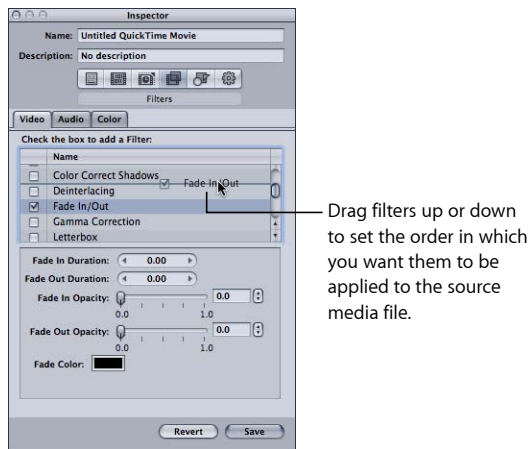 Inspector
Name: Untitled QuickTime Movie
Description: No description
Filters
Video Audio Color
Check the box to add a Filter:
Name
Color Correct Shadows
Fade In/Out
Deinterlacing
Fade In/Out
Gamma Correction
Letterbox
Fade In Duration: 0.00
Fade Out Duration: 0.00
Fade In Opacity: 0.0
0.0 1.0
Fade Out Opacity: 0.0
0.0 1.0
Fade Color:
Revert Save
Drag filters up or down
to set the order in which
you want them to be
applied to the source
media file.